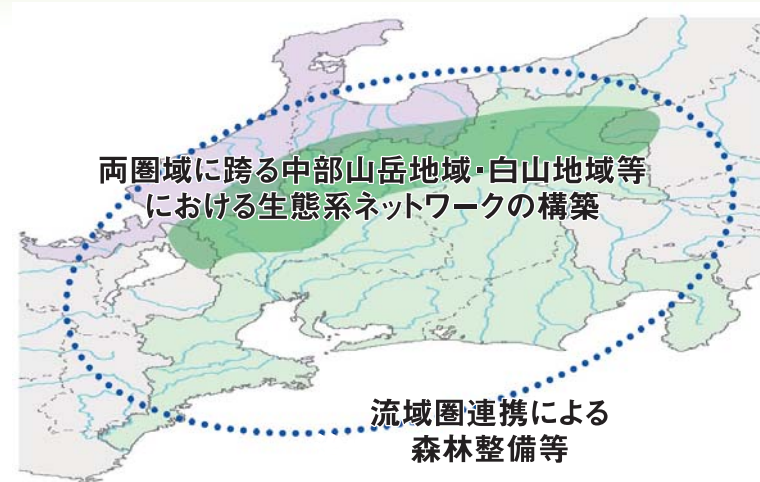 両圏域に跨る中部山岳地域・白山地域等
における生態系ネットワークの構築
流域圏連携による
森林整備等